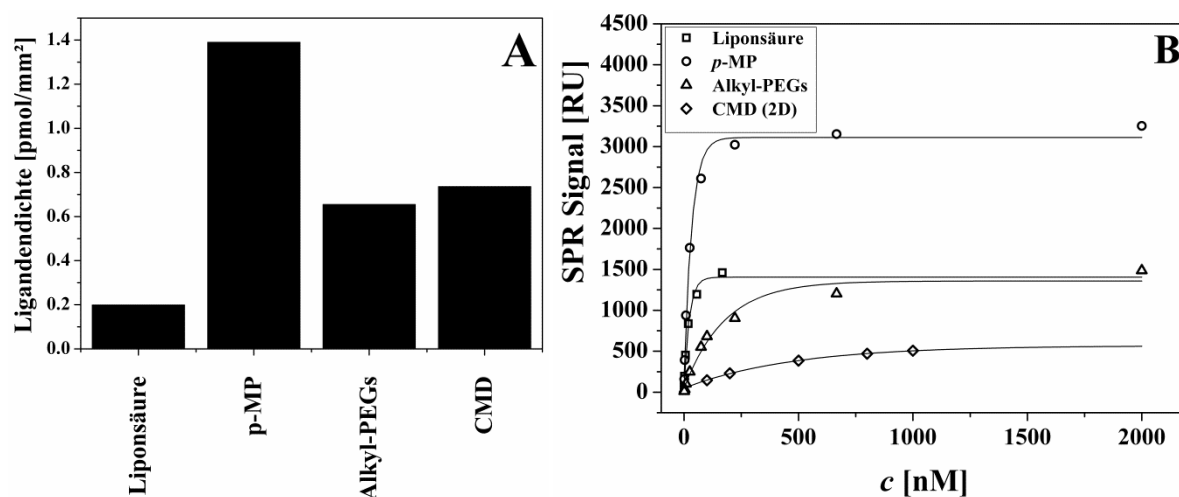 A
Ligandendichte [pmol/mm²]
1.4
1.2
1.0
0.8
0.6
0.4
0.2
0.0
Liponsäure
p-MP
Alkyl-PEGs
CMD
B
SPR Signal [RU]
4500
4000
3500
3000
2500
2000
1500
1000
500
0
Liponsäure
p-MP
Alkyl-PEGs
CMD (2D)
0
500
1000
1500
2000
c [nM]